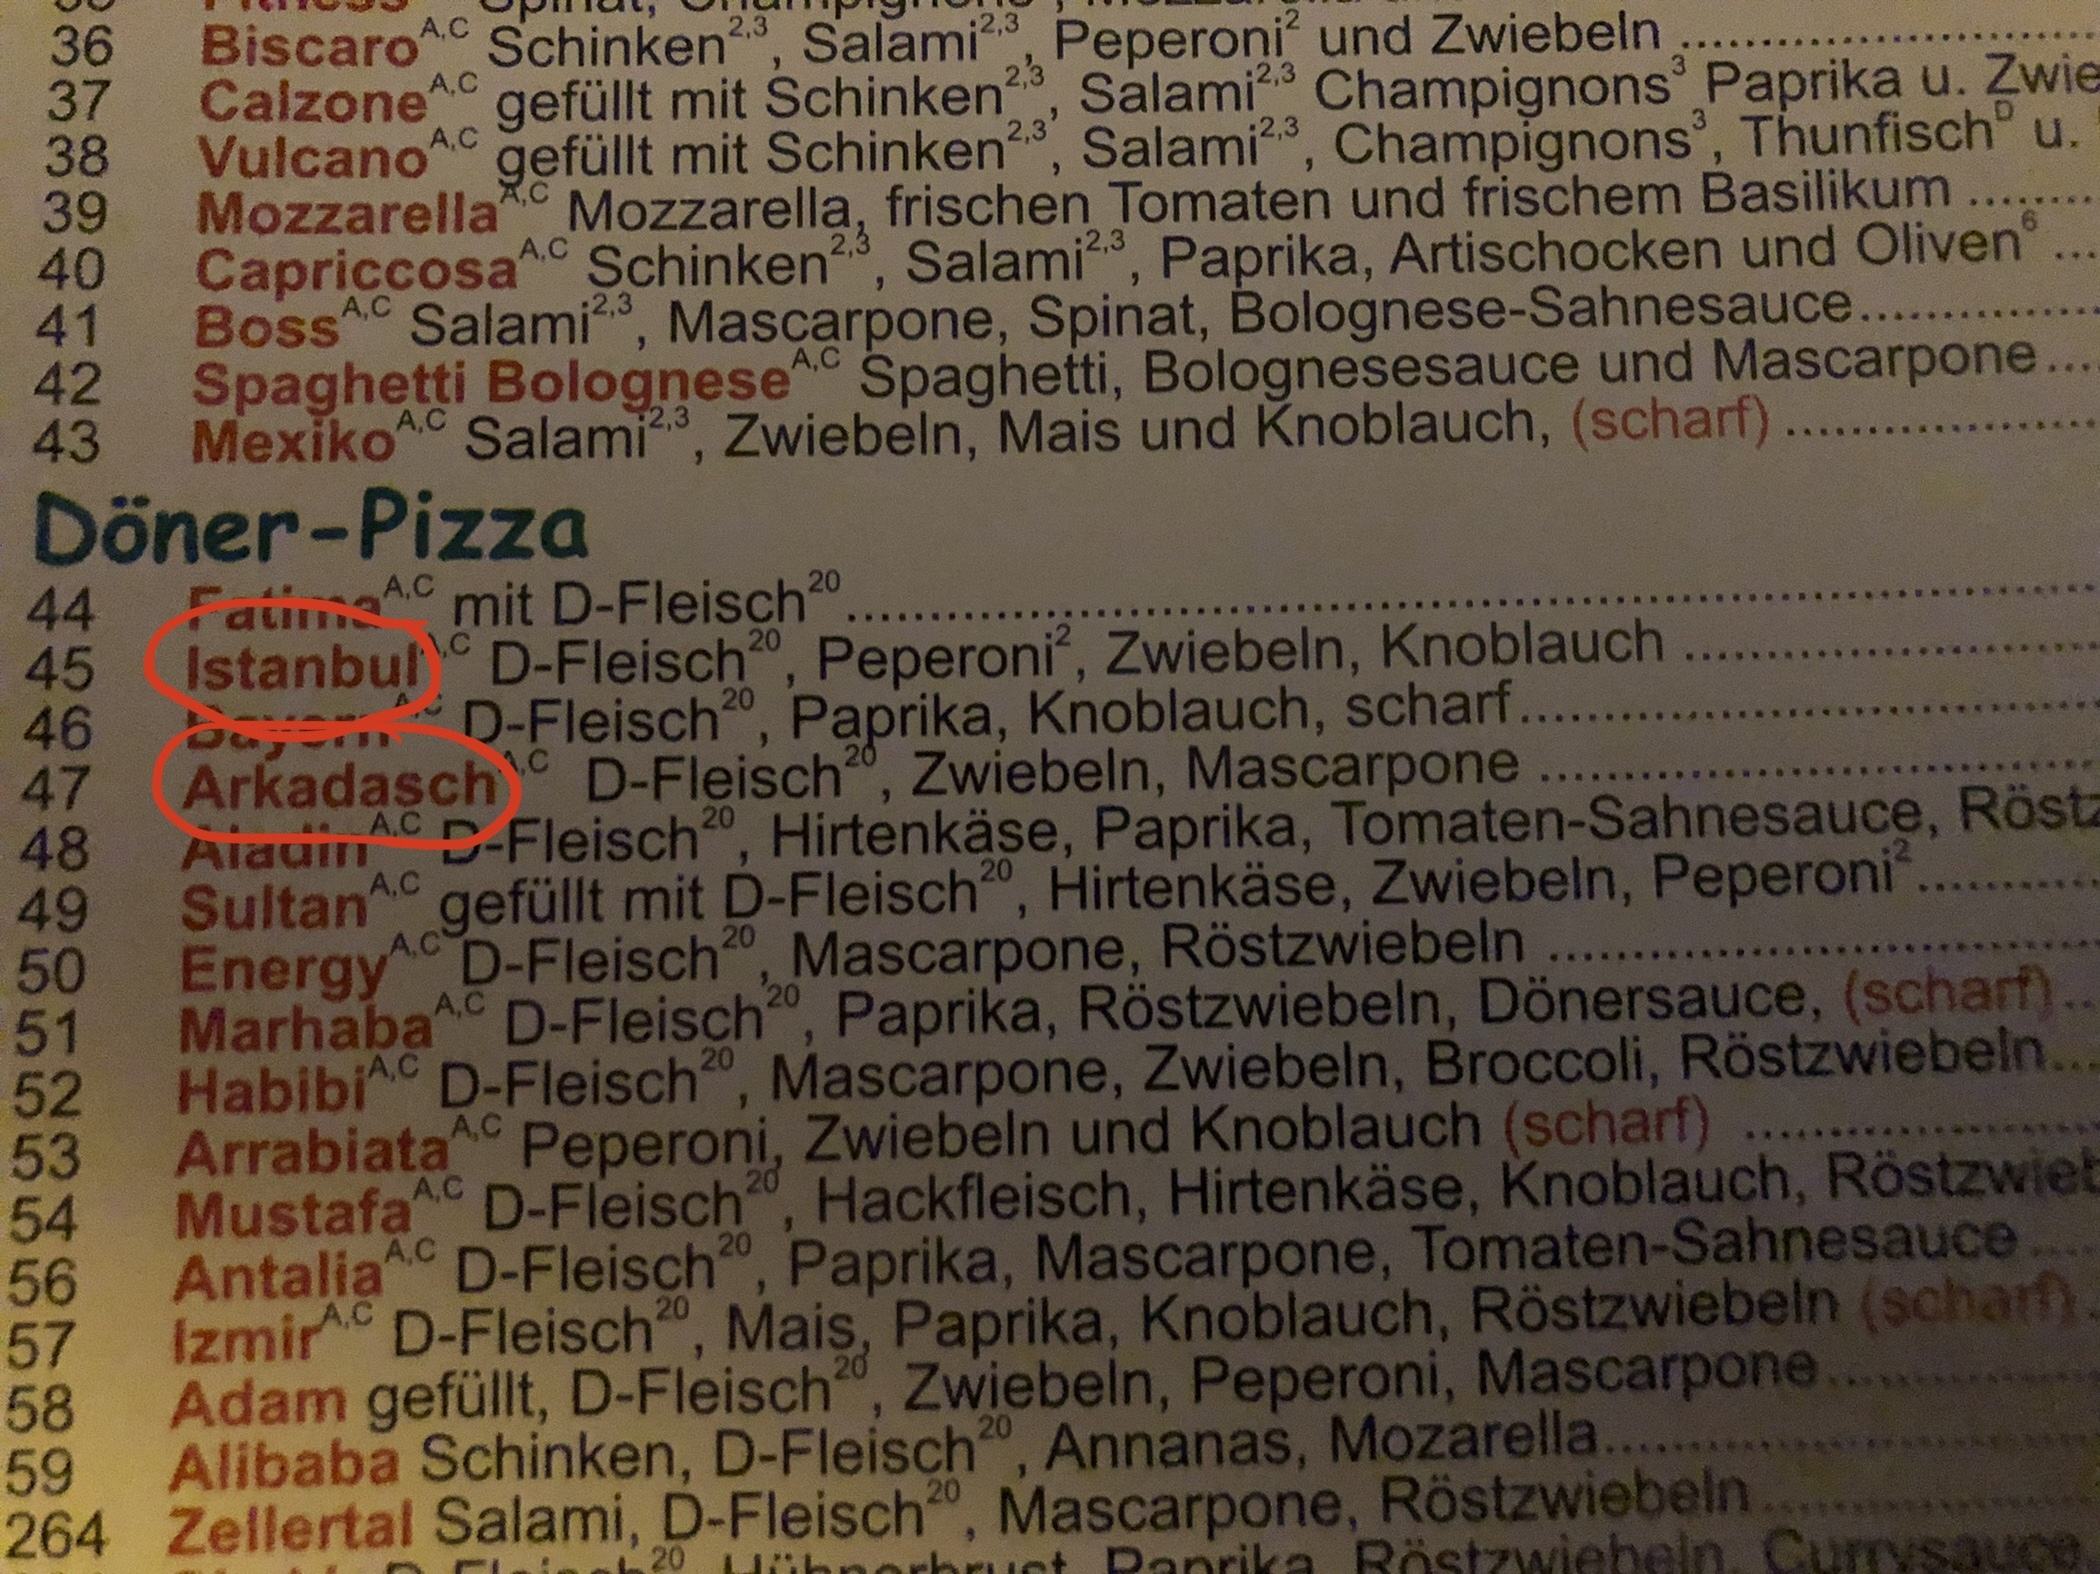 36 Biscaro A,C Schinken 2,3, Salami 2,3, Peperoni 2 und Zwiebeln
37 Calzone A,C gefüllt mit Schinken 2,3, Salami 2,3 Champignons 3 Paprika u.
38 Vulcano A,C gefüllt mit Schinken 2,3, Salami 2,3, Champignons 3, Thunfisch D u.
39 Mozzarella A,C Mozzarella, frischen Tomaten und frischem Basilikum
40 Capriccosa A,C Schinken 2,3, Salami 2,3, Paprika, Artischocken und Oliven 6
41 Boss A,C Salami 2,3, Mascarpone, Spinat, Bolognese-Sahnesauce
42 Spaghetti Bolognese A,C Spaghetti, Bolognesesauce und Mascarpone
43 Mexiko A,C Salami 2,3, Zwiebeln, Mais und Knoblauch, (scharf)
Döner-Pizza
44 Fatima A,C mit D-Fleisch 20
45 Istanbul A,C D-Fleisch 20, Peperoni 2, Zwiebeln, Knoblauch
46 Bayern A,C D-Fleisch 20, Paprika, Knoblauch, scharf
47 Arkadasch A,C D-Fleisch 20, Zwiebeln, Mascarpone
48 Aladin A,C D-Fleisch 20, Hirtenkäse, Paprika, Tomaten-Sahnesauce,
49 Sultan A,C gefüllt mit D-Fleisch 20, Hirtenkäse, Zwiebeln, Peperoni 2
50 Energy A,C D-Fleisch 20, Mascarpone, Röstzwiebeln
51 Marhaba A,C D-Fleisch 20, Paprika, Röstzwiebeln, Dönersauce, (scharf)
52 Habibi A,C D-Fleisch 20, Mascarpone, Zwiebeln, Broccoli, Röstzwiebeln
53 Arrabiata A,C Peperoni, Zwiebeln und Knoblauch (scharf)
54 Mustafa A,C D-Fleisch 20, Hackfleisch, Hirtenkäse, Knoblauch,
56 Antalia A,C D-Fleisch 20, Paprika, Mascarpone, Tomaten-Sahnesauce
57 Izmir A,C D-Fleisch 20, Mais, Paprika, Knoblauch, Röstzwiebeln (scharf)
58 Adam gefüllt, D-Fleisch 20, Zwiebeln, Peperoni, Mascarpone
59 Alibaba Schinken, D-Fleisch 20, Annanas, Mozarella
264 Zellertal Salami, D-Fleisch 20, Mascarpone, Röstzwiebeln
D-Fleisch 20, Hühnerbrust, Paprika, Röstzwiebeln, Currysauce